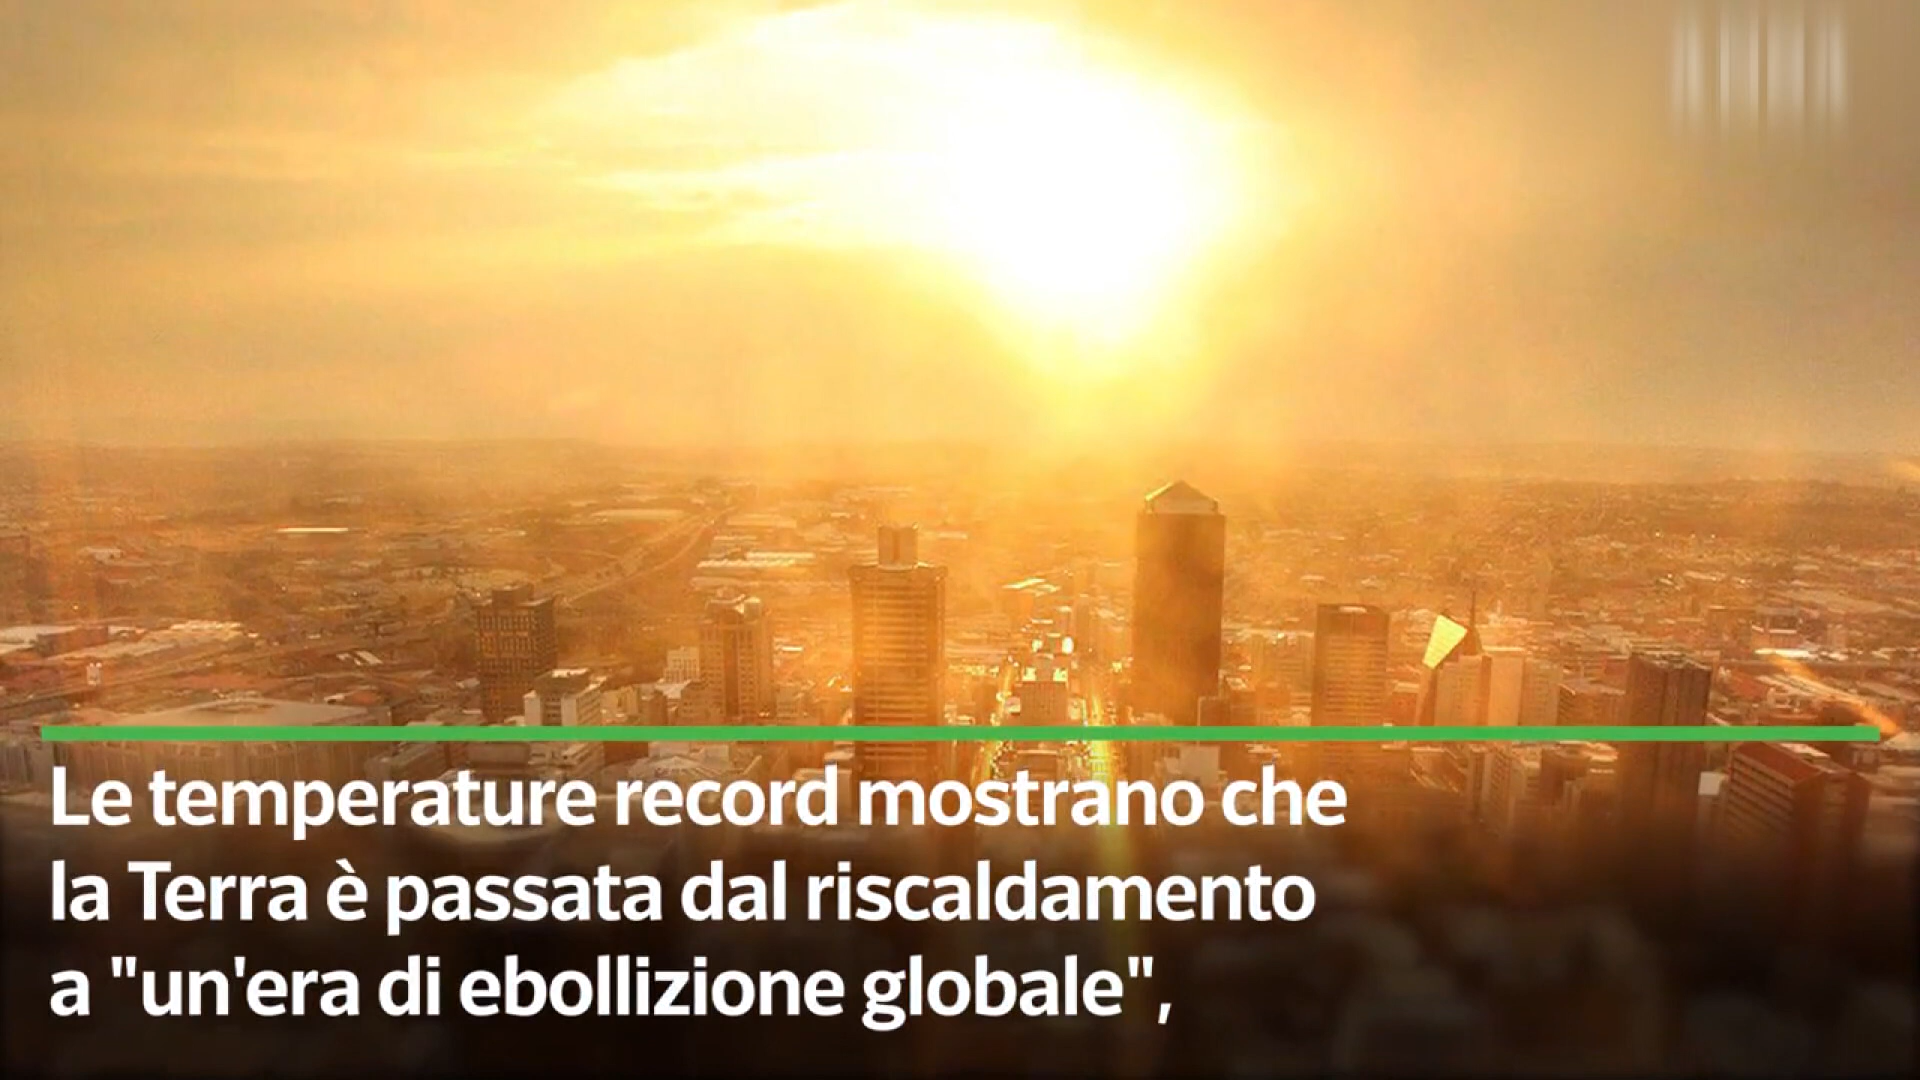 Le temperature record mostrano che
la Terra è passata dal riscaldamento
a "un'era di ebollizione globale",